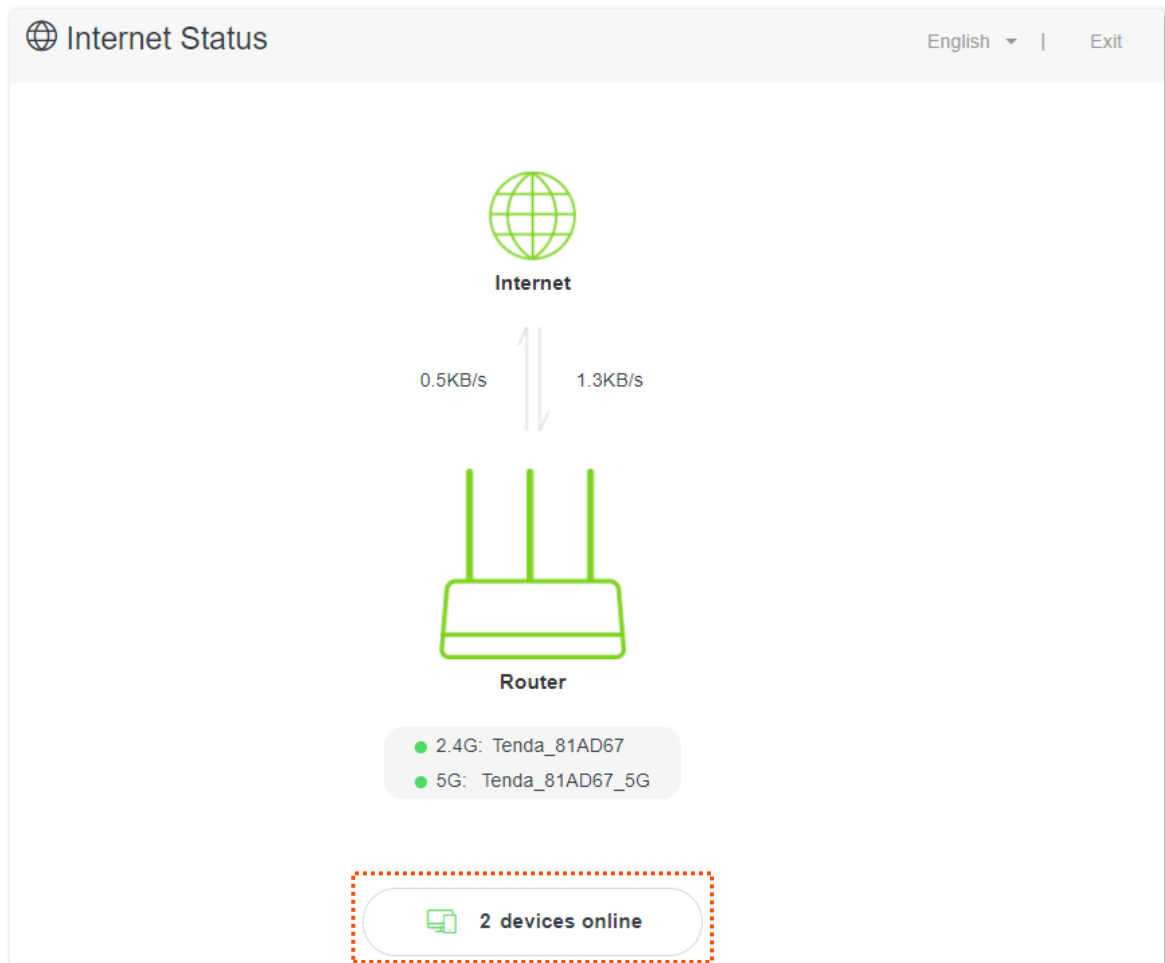 Internet Status
English | Exit
Internet
0.5KB/s 1.3KB/s
Router
2.4G: Tenda_81AD67
5G: Tenda_81AD67_5G
2 devices online